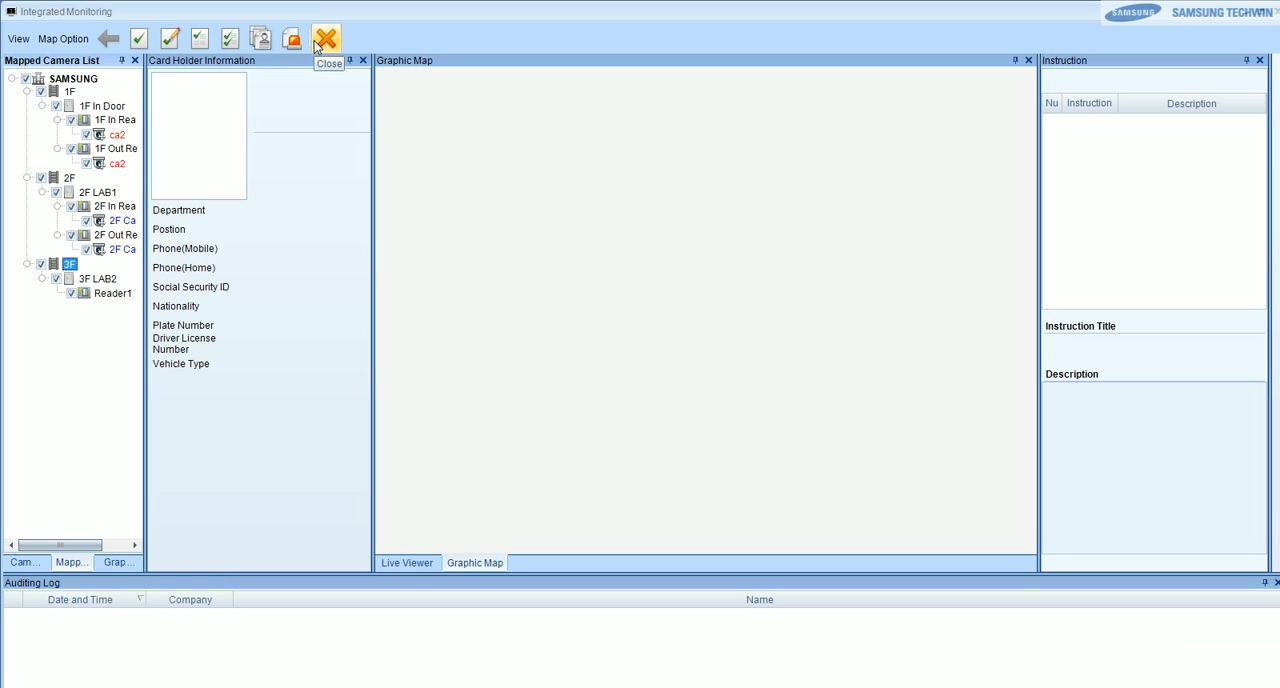 Integrated Monitoring
SAMSUNG SAMSUNG TECHWIN
View Map Option
Close
Mapped Camera List
SAMSUNG
1F
1F In Door
1F In Rea
ca2
1F Out Re
ca2
2F
2F LAB1
2F In Rea
2F Ca
2F Out Re
2F Ca
3F
3F LAB2
Reader1
Cam... Mapp... Grap...
Card Holder Information
Department
Postion
Phone(Mobile)
Phone(Home)
Social Security ID
Nationality
Plate Number
Driver License
Number
Vehicle Type
Graphic Map
Live Viewer Graphic Map
Instruction
Nu Instruction Description
Instruction Title
Description
Auditing Log
Date and Time Company Name